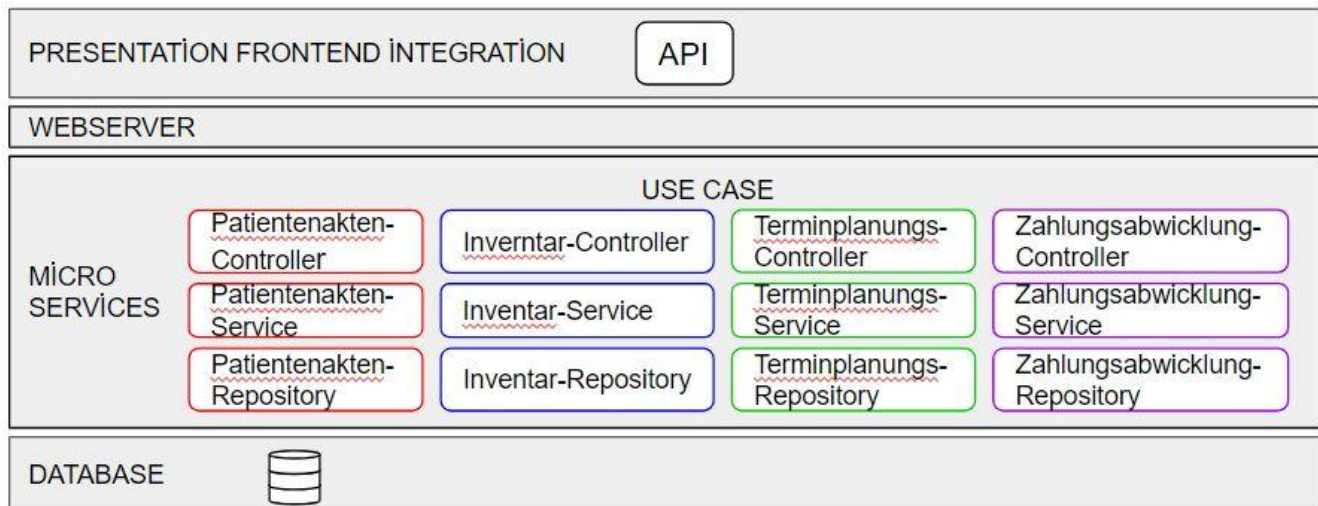 PRESENTATİON FRONTEND İNTEGRATİON
API
WEBSERVER
USE CASE
MİCRO
SERVİCES
Patientenakten-
Controller
Inverntar-Controller
Terminplanungs-
Controller
Zahlungsabwicklung-
Controller
Patientenakten-
Service
Inventar-Service
Terminplanungs-
Service
Zahlungsabwicklung-
Service
Patientenakten-
Repository
Inventar-Repository
Terminplanungs-
Repository
Zahlungsabwicklung-
Repository
DATABASE